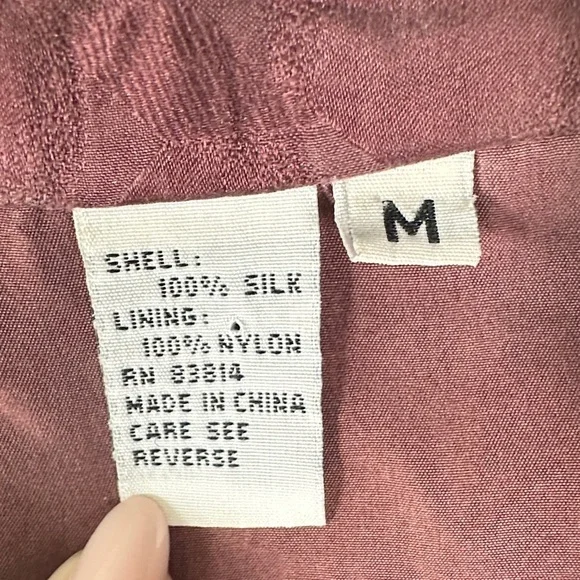 SHELL:
100% SILK
LINING:
100% NYLON
RN 83814
MADE IN CHINA
CARE SEE
REVERSE
M